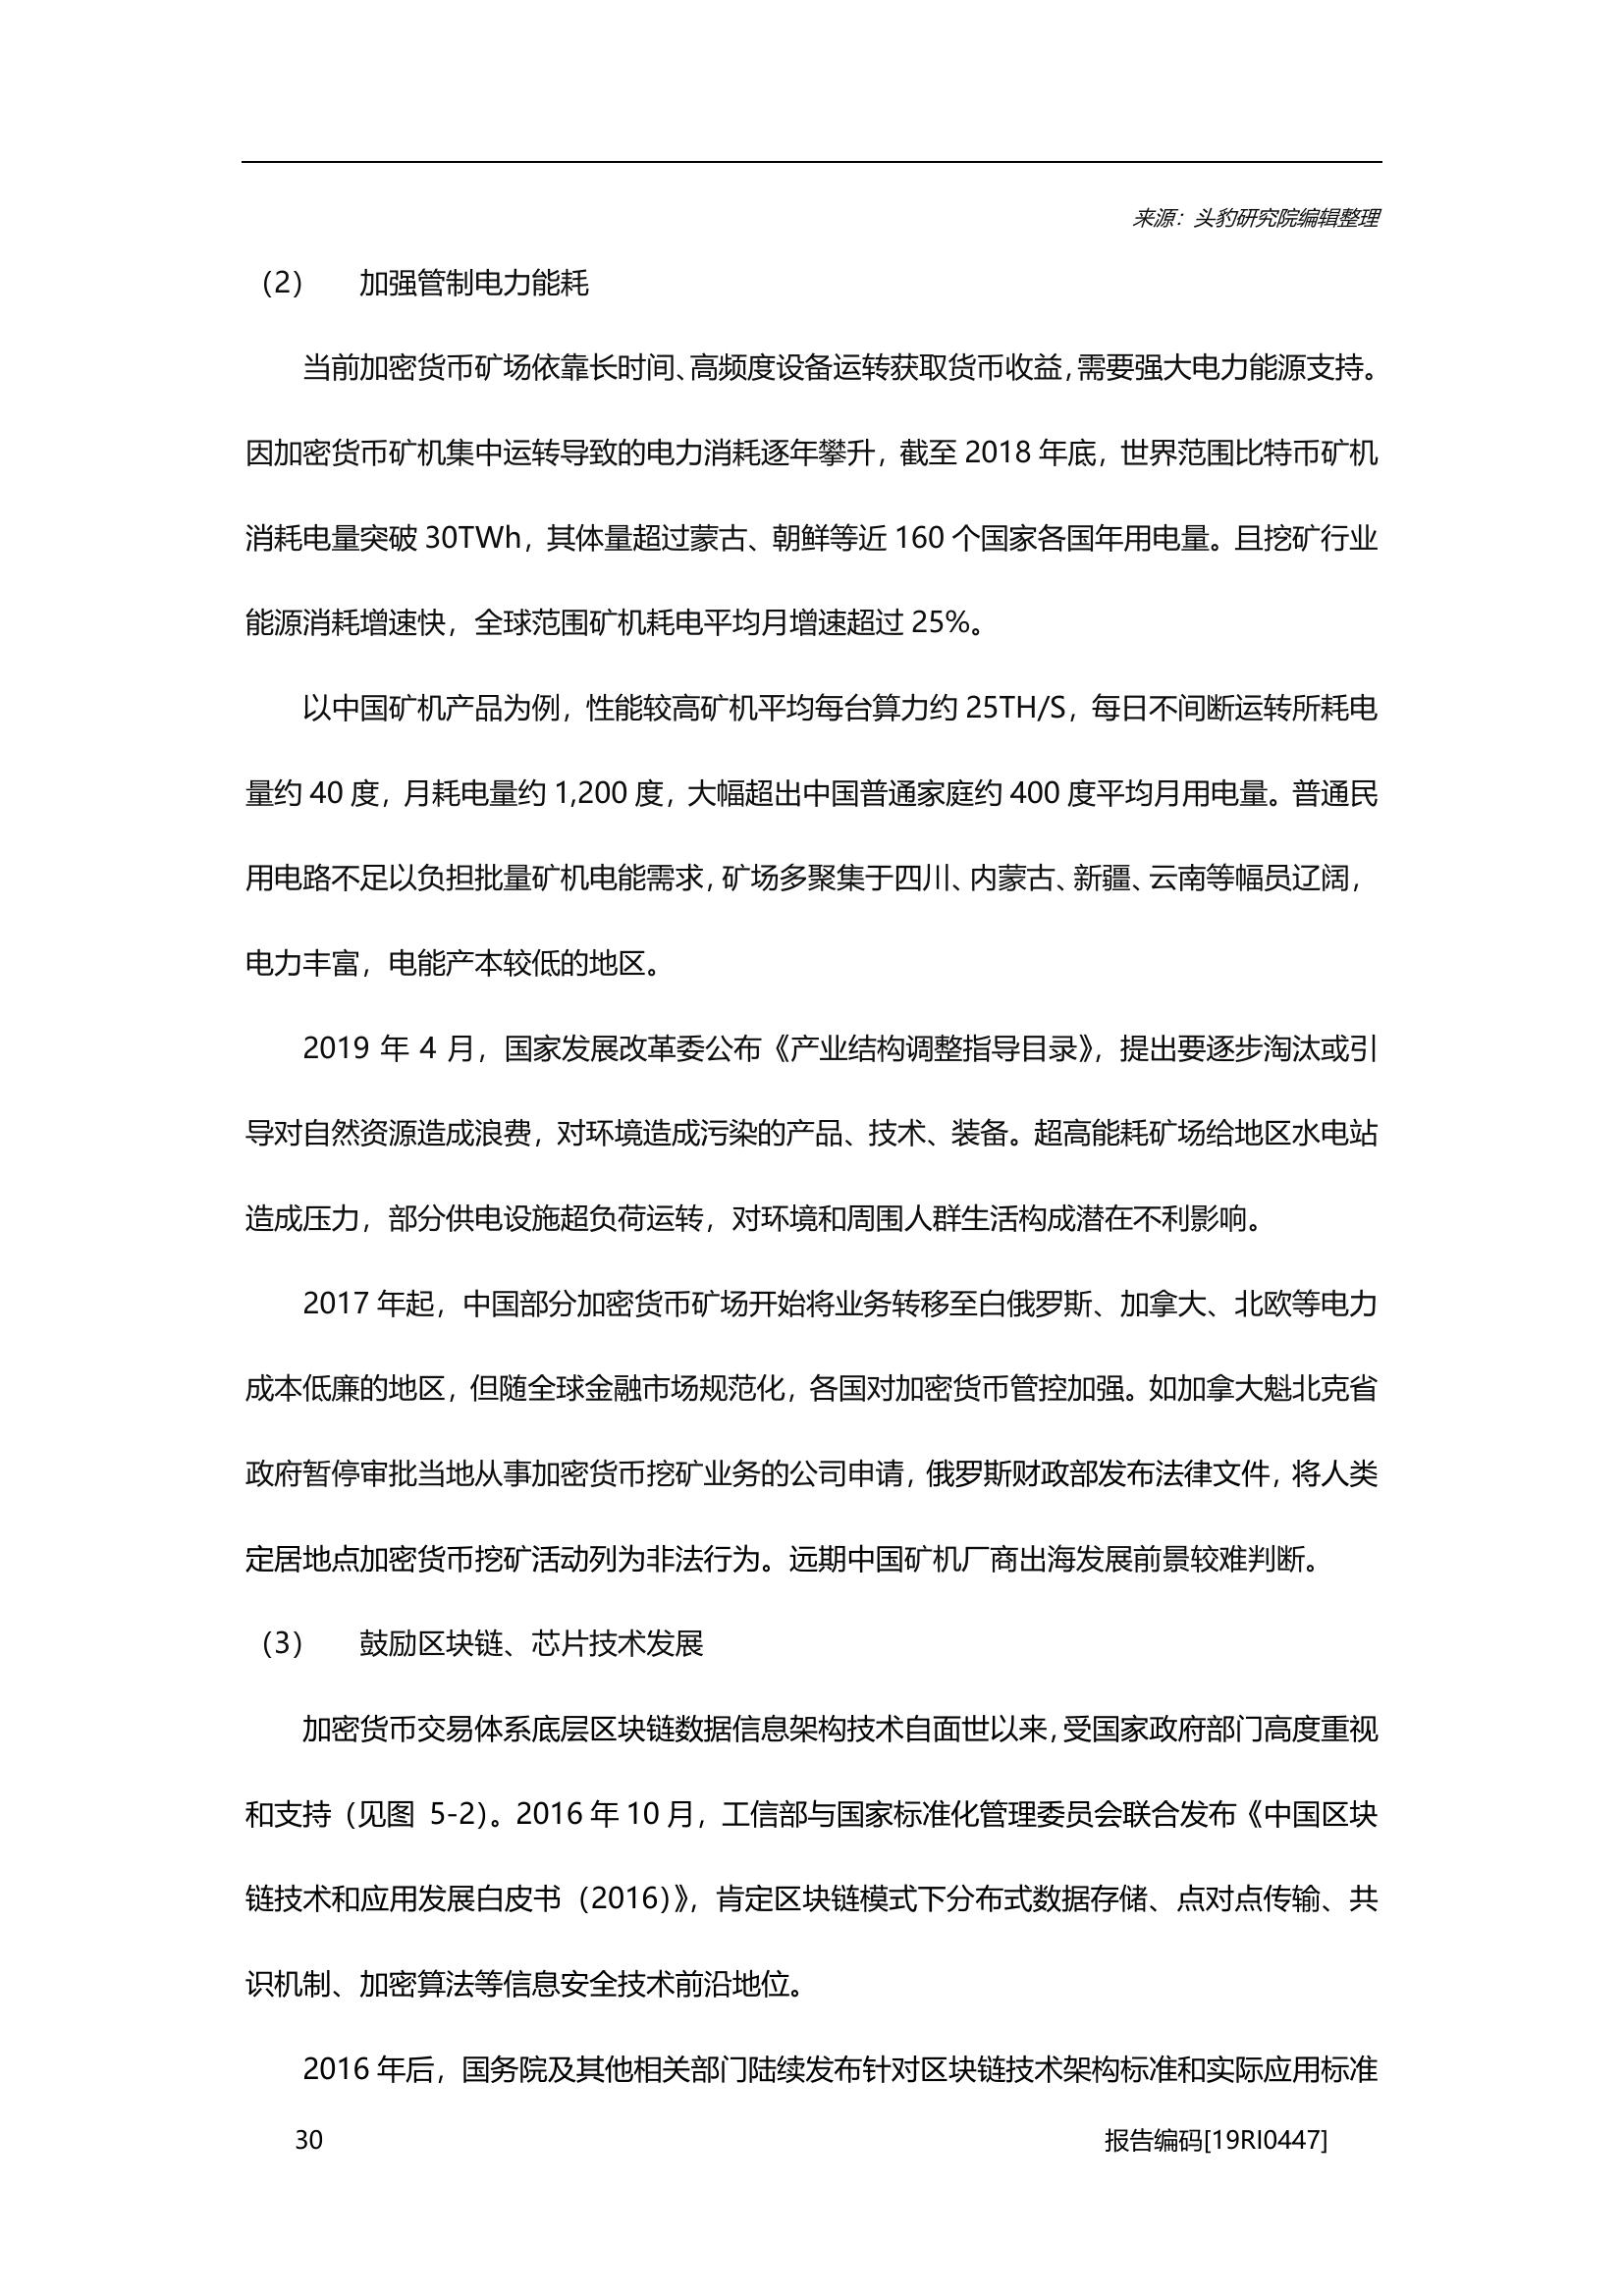 来源：头豹研究院编辑整理
（2） 加强管制电力能耗
当前加密货币矿场依靠长时间、高频度设备运转获取货币收益，需要强大电力能源支持。
因加密货币矿机集中运转导致的电力消耗逐年攀升，截至 2018 年底，世界范围比特币矿机
消耗电量突破 30TWh，其体量超过蒙古、朝鲜等近 160 个国家各国年用电量。且挖矿行业
能源消耗增速快，全球范围矿机耗电平均月增速超过 25%。
以中国矿机产品为例，性能较高矿机平均每台算力约 25TH/S，每日不间断运转所耗电
量约 40 度，月耗电量约 1,200 度，大幅超出中国普通家庭约 400 度平均月用电量。普通民
用电路不足以负担批量矿机电能需求，矿场多聚集于四川、内蒙古、新疆、云南等幅员辽阔，
电力丰富，电能产本较低的地区。
2019 年 4 月，国家发展改革委公布《产业结构调整指导目录》，提出要逐步淘汰或引
导对自然资源造成浪费，对环境造成污染的产品、技术、装备。超高能耗矿场给地区水电站
造成压力，部分供电设施超负荷运转，对环境和周围人群生活构成潜在不利影响。
2017 年起，中国部分加密货币矿场开始将业务转移至白俄罗斯、加拿大、北欧等电力
成本低廉的地区，但随全球金融市场规范化，各国对加密货币管控加强。如加拿大魁北克省
政府暂停审批当地从事加密货币挖矿业务的公司申请，俄罗斯财政部发布法律文件，将人类
定居地点加密货币挖矿活动列为非法行为。远期中国矿机厂商出海发展前景较难判断。
（3） 鼓励区块链、芯片技术发展
加密货币交易体系底层区块链数据信息架构技术自面世以来，受国家政府部门高度重视
和支持（见图 5-2）。2016 年 10 月，工信部与国家标准化管理委员会联合发布《中国区块
链技术和应用发展白皮书（2016）》，肯定区块链模式下分布式数据存储、点对点传输、共
识机制、加密算法等信息安全技术前沿地位。
2016 年后，国务院及其他相关部门陆续发布针对区块链技术架构标准和实际应用标准
30 报告编码[19RI0447]